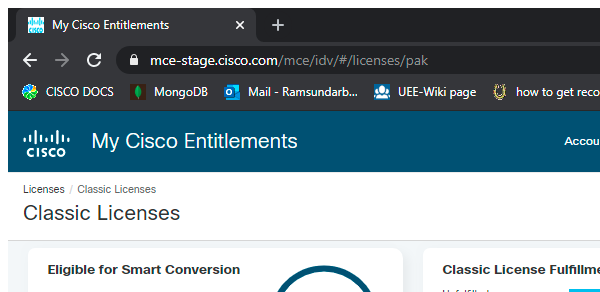 My Cisco Entitlements
mce-stage.cisco.com/mce/idv/#/licenses/pak
CISCO DOCS MongoDB Mail - Ramsundarb... UEE-Wiki page how to get reco
CISCO My Cisco Entitlements Accou
Licenses / Classic Licenses
Classic Licenses
Eligible for Smart Conversion Classic License Fulfillme